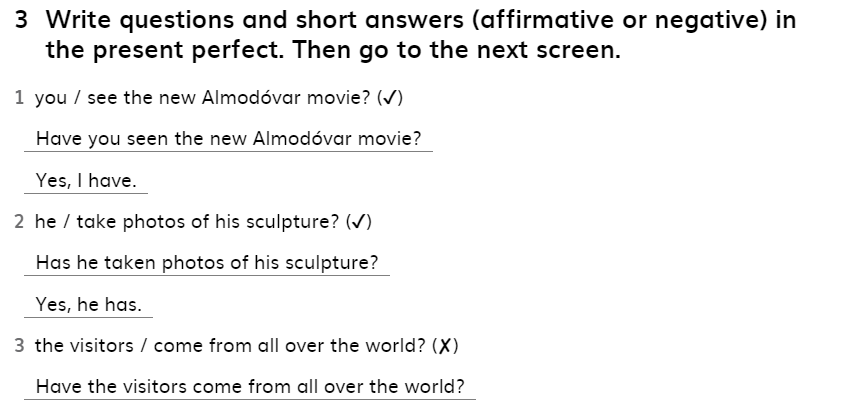 3 Write questions and short answers (affirmative or negative) in
the present perfect. Then go to the next screen.
1 you / see the new Almodóvar movie? (✓)
Have you seen the new Almodóvar movie?
Yes, I have.
2 he / take photos of his sculpture? (✓)
Has he taken photos of his sculpture?
Yes, he has.
3 the visitors / come from all over the world? (✗)
Have the visitors come from all over the world?